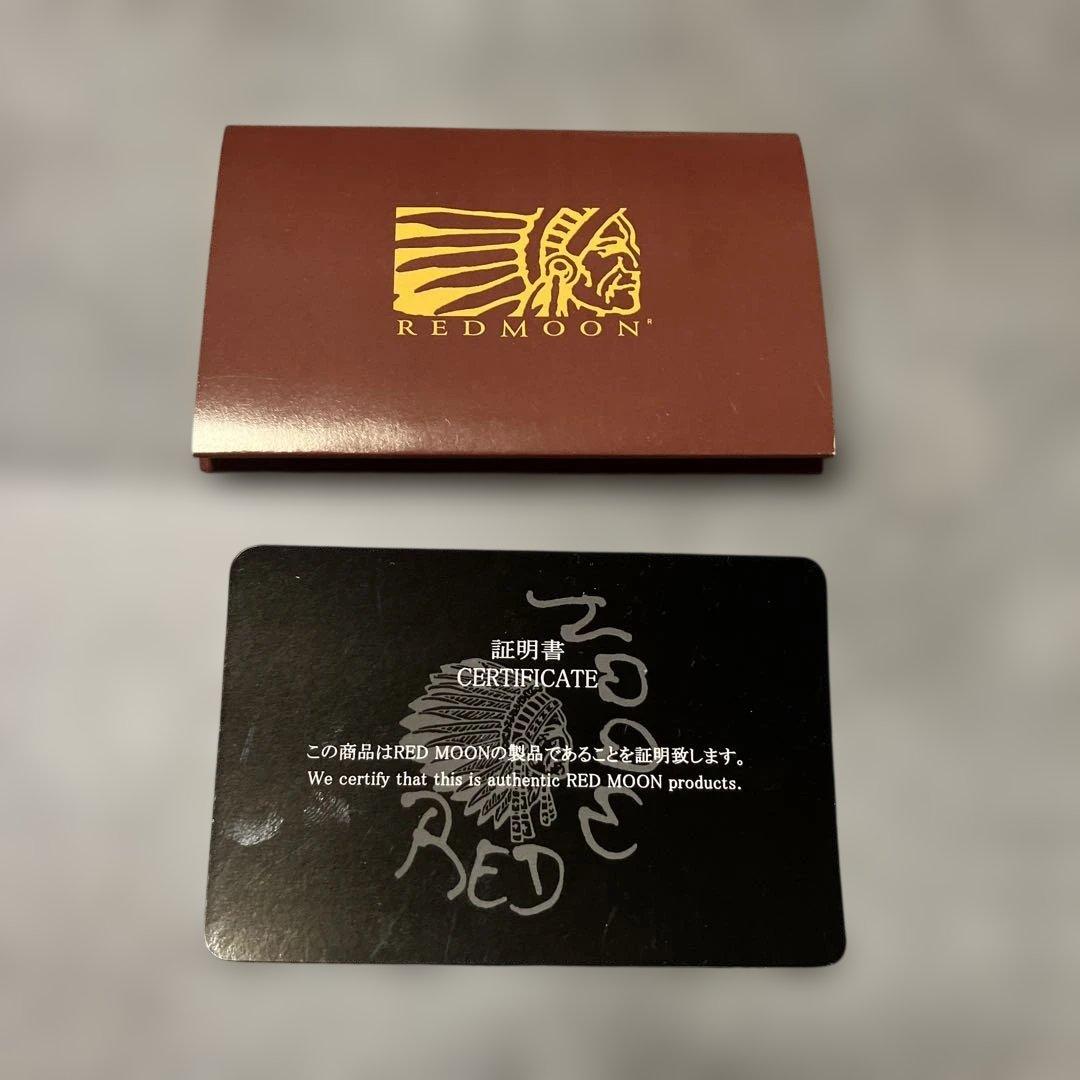 REDMOON®
証明書
CERTIFICATE
この商品はRED MOONの製品であることを証明致します。
We certify that this is authentic RED MOON products.
RED MOON